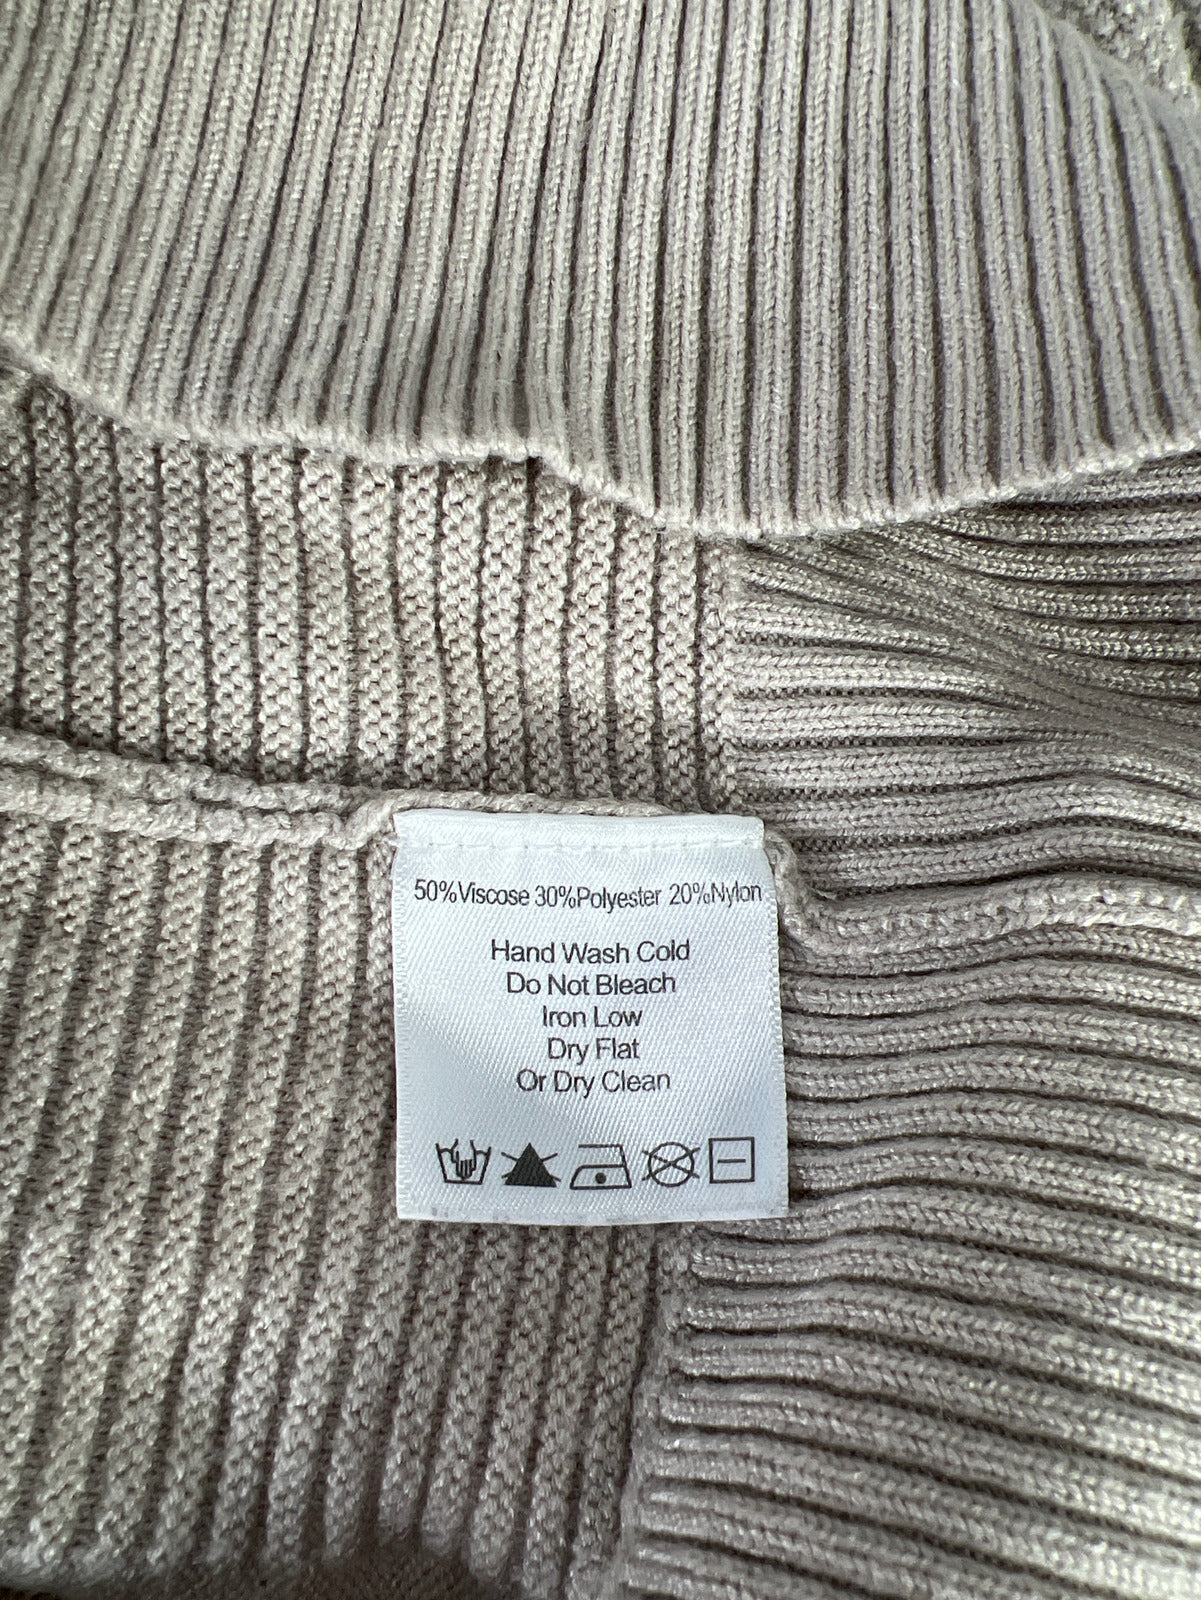 50%Viscose 30%Polyester 20%Nylon
Hand Wash Cold
Do Not Bleach
Iron Low
Dry Flat
Or Dry Clean